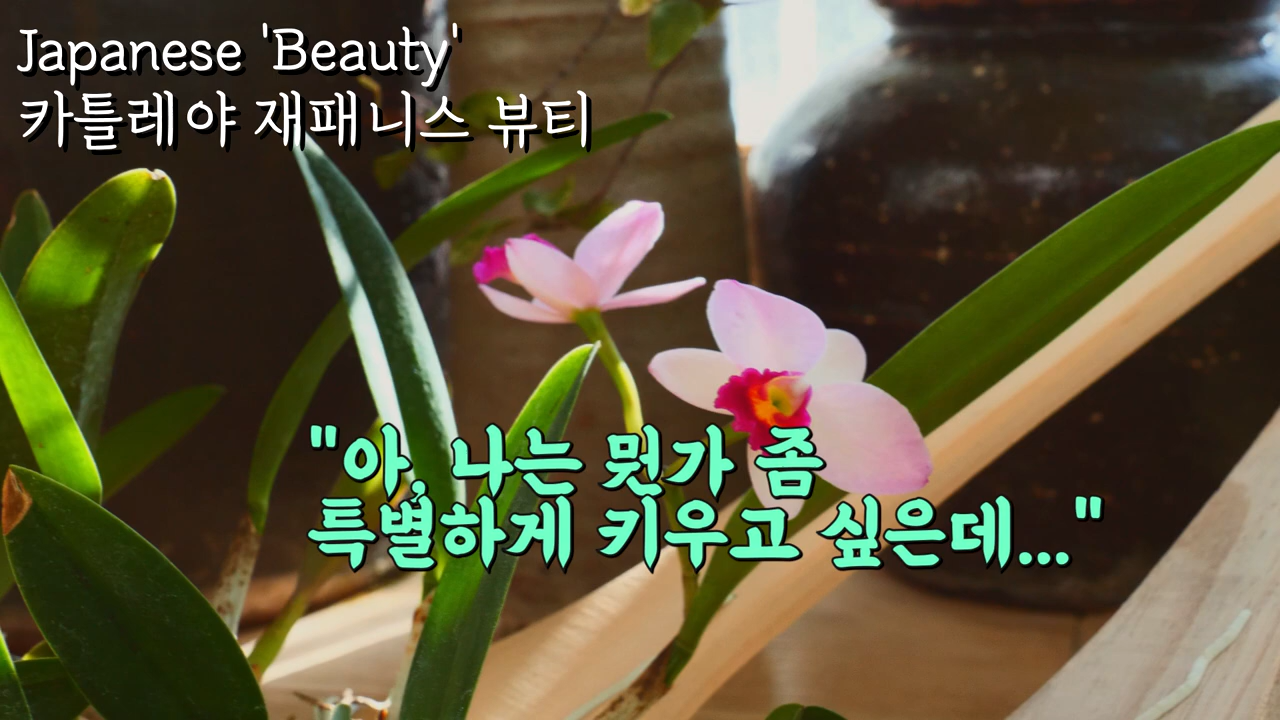 Japanese 'Beauty'
카틀레야 재패니스 뷰티
"아, 나는 뭔가 좀
특별하게 키우고 싶은데..."